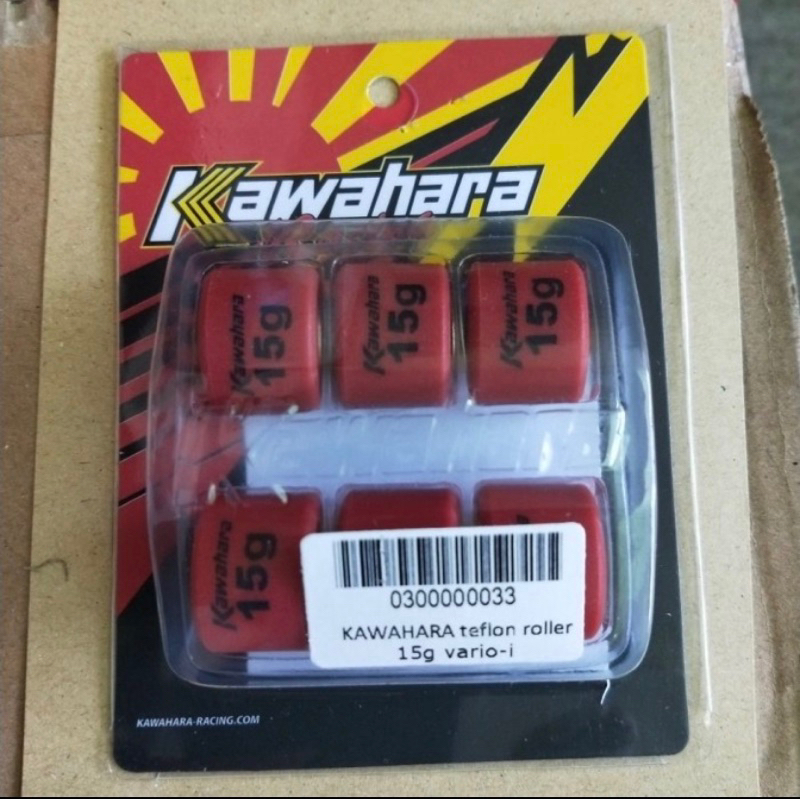 Kawahara
Kawahara
15g
Kawahara
15g
Kawahara
15g
Kawahara
15g
0300000033
KAWAHARA teflon roller
15g vario-i
KAWAHARA-RACING.COM